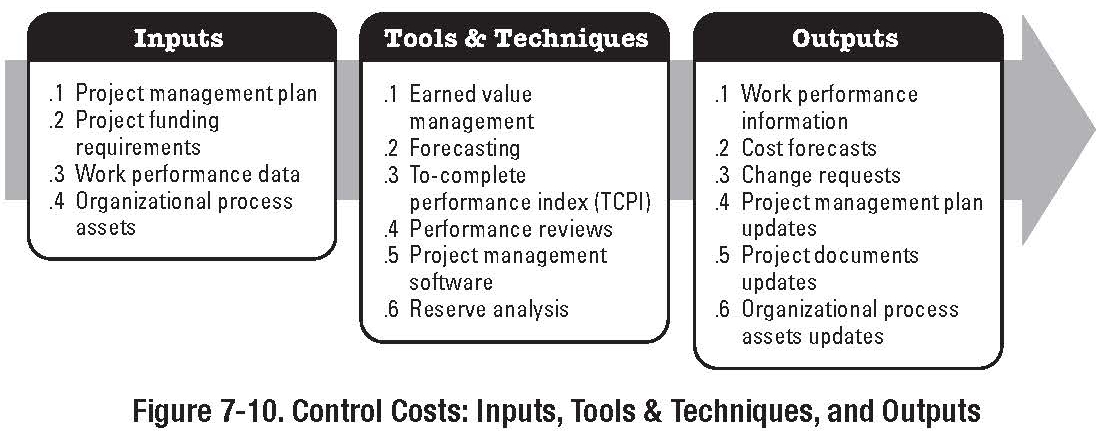 Inputs
.1 Project management plan
.2 Project funding
requirements
.3 Work performance data
.4 Organizational process
assets
Tools & Techniques
.1 Earned value
management
.2 Forecasting
.3 To-complete
performance index (TCPI)
.4 Performance reviews
.5 Project management
software
.6 Reserve analysis
Outputs
.1 Work performance
information
.2 Cost forecasts
.3 Change requests
.4 Project management plan
updates
.5 Project documents
updates
.6 Organizational process
assets updates
Figure 7-10. Control Costs: Inputs, Tools & Techniques, and Outputs